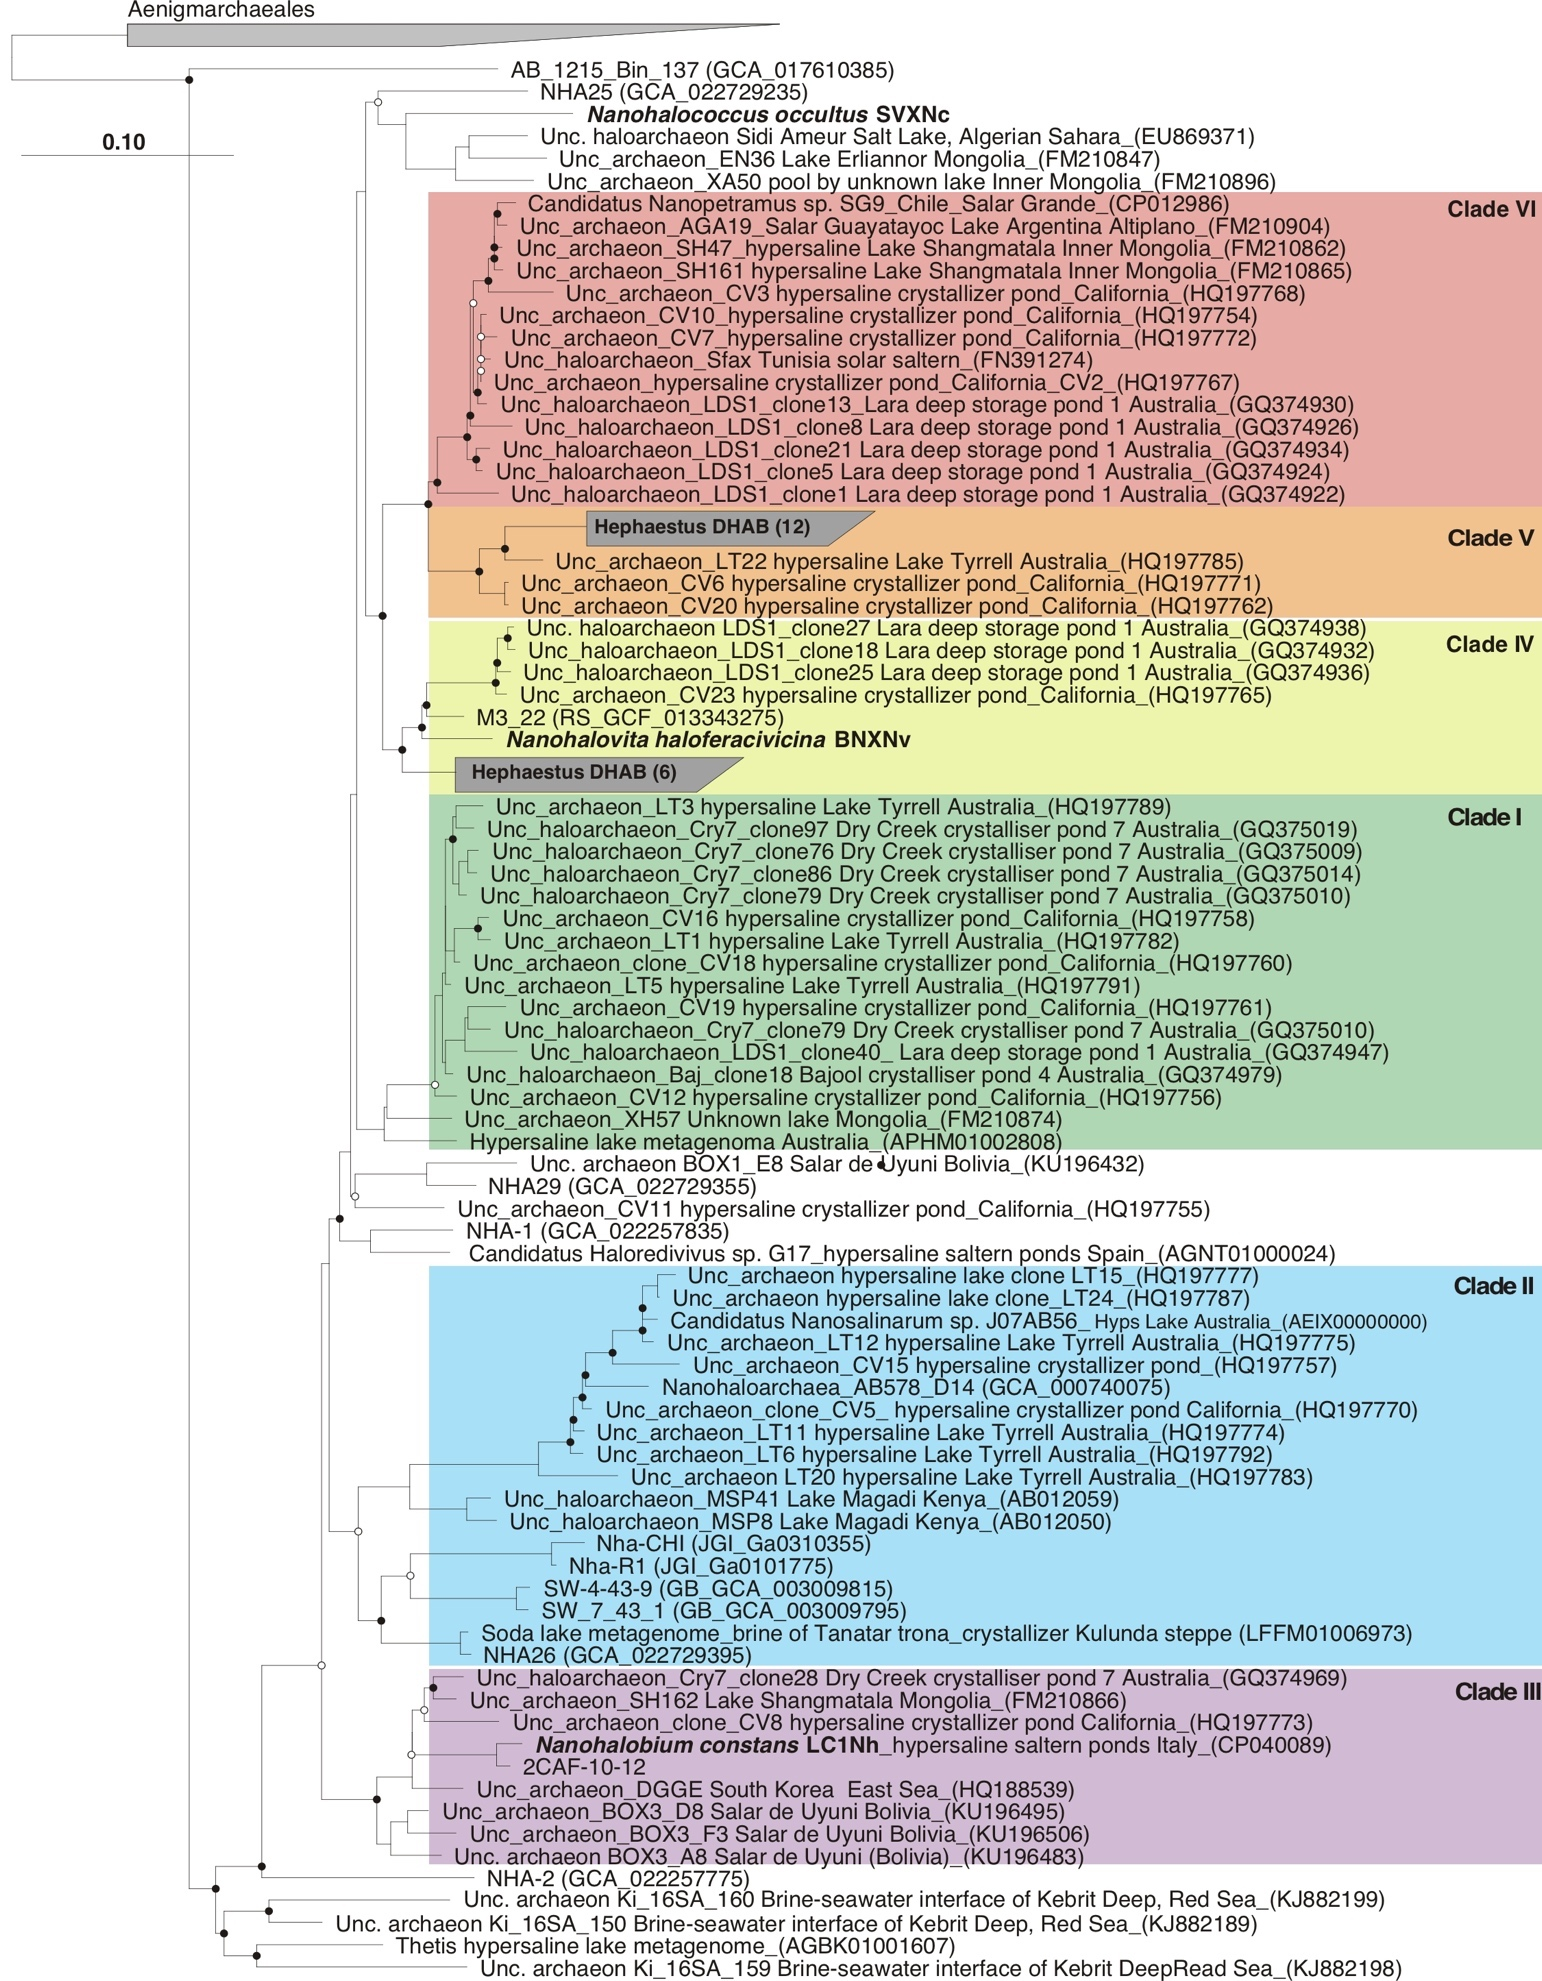 Aenigmarchaeales
AB_1215_Bin_137 (GCA_017610385)
NHA25 (GCA_022729235)
Nanohalococcus occultus SVXNc
0.10
Unc. haloarchaeon Sidi Ameur Salt Lake, Algerian Sahara_(EU869371)
Unc_archaeon_EN36 Lake Erliannor Mongolia_(FM210847)
Unc_archaeon_XA50 pool by unknown lake Inner Mongolia_(FM210896)
Candidatus Nanopetramus sp. SG9_Chile_Salar Grande_(CP012986)
Clade VI
Unc_archaeon_AGA19_Salar Guayatayoc Lake Argentina Altiplano_(FM210904)
Unc_archaeon_SH47_hypersaline Lake Shangmatala Inner Mongolia_(FM210862)
Unc_archaeon_SH161 hypersaline Lake Shangmatala Inner Mongolia_(FM210865)
Unc_archaeon_CV3 hypersaline crystallizer pond_California_(HQ197768)
Unc_archaeon_CV10_hypersaline crystallizer pond_California_(HQ197754)
Unc_archaeon_CV7_hypersaline crystallizer pond_California_(HQ197772)
Unc_haloarchaeon_Sfax Tunisia solar saltern_(FN391274)
Unc_archaeon_hypersaline crystallizer pond_California_CV2_(HQ197767)
Unc_haloarchaeon_LDS1_clone13_Lara deep storage pond 1 Australia_(GQ374930)
Unc_haloarchaeon_LDS1_clone8 Lara deep storage pond 1 Australia_(GQ374926)
Unc_haloarchaeon_LDS1_clone21 Lara deep storage pond 1 Australia_(GQ374934)
Unc_haloarchaeon_LDS1_clone5 Lara deep storage pond 1 Australia_(GQ374924)
Unc_haloarchaeon_LDS1_clone1 Lara deep storage pond 1 Australia_(GQ374922)
Hephaestus DHAB (12)
Clade V
Unc_archaeon_LT22 hypersaline Lake Tyrrell Australia_(HQ197785)
Unc_archaeon_CV6 hypersaline crystallizer pond_California_(HQ197771)
Unc_archaeon_CV20 hypersaline crystallizer pond_California_(HQ197762)
Unc. haloarchaeon LDS1_clone27 Lara deep storage pond 1 Australia_(GQ374938)
Clade IV
Unc_haloarchaeon_LDS1_clone18 Lara deep storage pond 1 Australia_(GQ374932)
Unc_haloarchaeon_LDS1_clone25 Lara deep storage pond 1 Australia_(GQ374936)
Unc_archaeon_CV23 hypersaline crystallizer pond_California_(HQ197765)
M3_22 (RS_GCF_013343275)
Nanohalovita haloferacivicina BNXNv
Hephaestus DHAB (6)
Unc_archaeon_LT3 hypersaline Lake Tyrrell Australia_(HQ197789)
Clade I
Unc_haloarchaeon_Cry7_clone97 Dry Creek crystalliser pond 7 Australia_(GQ375019)
Unc_haloarchaeon_Cry7_clone76 Dry Creek crystalliser pond 7 Australia_(GQ375009)
Unc_haloarchaeon_Cry7_clone86 Dry Creek crystalliser pond 7 Australia_(GQ375014)
Unc_haloarchaeon_Cry7_clone79 Dry Creek crystalliser pond 7 Australia_(GQ375010)
Unc_archaeon_CV16 hypersaline crystallizer pond_California_(HQ197758)
Unc_archaeon_LT1 hypersaline Lake Tyrrell Australia_(HQ197782)
Unc_archaeon_clone_CV18 hypersaline crystallizer pond_California_(HQ197760)
Unc_archaeon_LT5 hypersaline Lake Tyrrell Australia_(HQ197791)
Unc_archaeon_CV19 hypersaline crystallizer pond_California_(HQ197761)
Unc_haloarchaeon_Cry7_clone79 Dry Creek crystalliser pond 7 Australia_(GQ375010)
Unc_haloarchaeon_LDS1_clone40_ Lara deep storage pond 1 Australia_(GQ374947)
Unc_haloarchaeon_Baj_clone18 Bajool crystalliser pond 4 Australia_(GQ374979)
Unc_archaeon_CV12 hypersaline crystallizer pond_California_(HQ197756)
Unc_archaeon_XH57 Unknown lake Mongolia_(FM210874)
Hypersaline lake metagenoma Australia_(APHM01002808)
Unc. archaeon BOX1_E8 Salar de Uyuni Bolivia_(KU196432)
NHA29 (GCA_022729355)
Unc_archaeon_CV11 hypersaline crystallizer pond_California_(HQ197755)
NHA-1 (GCA_022257835)
Candidatus Haloredivivus sp. G17_hypersaline saltern ponds Spain_(AGNT01000024)
Unc_archaeon hypersaline lake clone LT15_(HQ197777)
Clade II
Unc_archaeon hypersaline lake clone_LT24_(HQ197787)
Candidatus Nanosalinarum sp. J07AB56_Hyps Lake Australia_(AEIX00000000)
Unc_archaeon_LT12 hypersaline Lake Tyrrell Australia_(HQ197775)
Unc_archaeon_CV15 hypersaline crystallizer pond_(HQ197757)
Nanohaloarchaea_AB578_D14 (GCA_000740075)
Unc_archaeon_clone_CV5_ hypersaline crystallizer pond California_(HQ197770)
Unc_archaeon_LT11 hypersaline Lake Tyrrell Australia_(HQ197774)
Unc_archaeon_LT6 hypersaline Lake Tyrrell Australia_(HQ197792)
Unc_archaeon LT20 hypersaline Lake Tyrrell Australia_(HQ197783)
Unc_haloarchaeon_MSP41 Lake Magadi Kenya_(AB012059)
Unc_haloarchaeon_MSP8 Lake Magadi Kenya_(AB012050)
Nha-CHI (JGI_Ga0310355)
Nha-R1 (JGI_Ga0101775)
SW-4-43-9 (GB_GCA_003009815)
SW_7_43_1 (GB_GCA_003009795)
Soda lake metagenome_brine of Tanatar trona_crystallizer Kulunda steppe (LFFM01006973)
NHA26 (GCA_022729395)
Unc_haloarchaeon_Cry7_clone28 Dry Creek crystalliser pond 7 Australia_(GQ374969)
Clade III
Unc_archaeon_SH162 Lake Shangmatala Mongolia_(FM210866)
Unc_archaeon_clone_CV8 hypersaline crystallizer pond California_(HQ197773)
Nanohalobium constans LC1Nh_hypersaline saltern ponds Italy_(CP040089)
2CAF-10-12
Unc_archaeon_DGGE South Korea East Sea_(HQ188539)
Unc_archaeon_BOX3_D8 Salar de Uyuni Bolivia_(KU196495)
Unc_archaeon_BOX3_F3 Salar de Uyuni Bolivia_(KU196506)
Unc. archaeon BOX3_A8 Salar de Uyuni (Bolivia)_(KU196483)
NHA-2 (GCA_022257775)
Unc. archaeon Ki_16SA_160 Brine-seawater interface of Kebrit Deep, Red Sea_(KJ882199)
Unc. archaeon Ki_16SA_150 Brine-seawater interface of Kebrit Deep, Red Sea_(KJ882189)
Thetis hypersaline lake metagenome_(AGBK01001607)
Unc. archaeon Ki_16SA_159 Brine-seawater interface of Kebrit DeepRead Sea_(KJ882198)